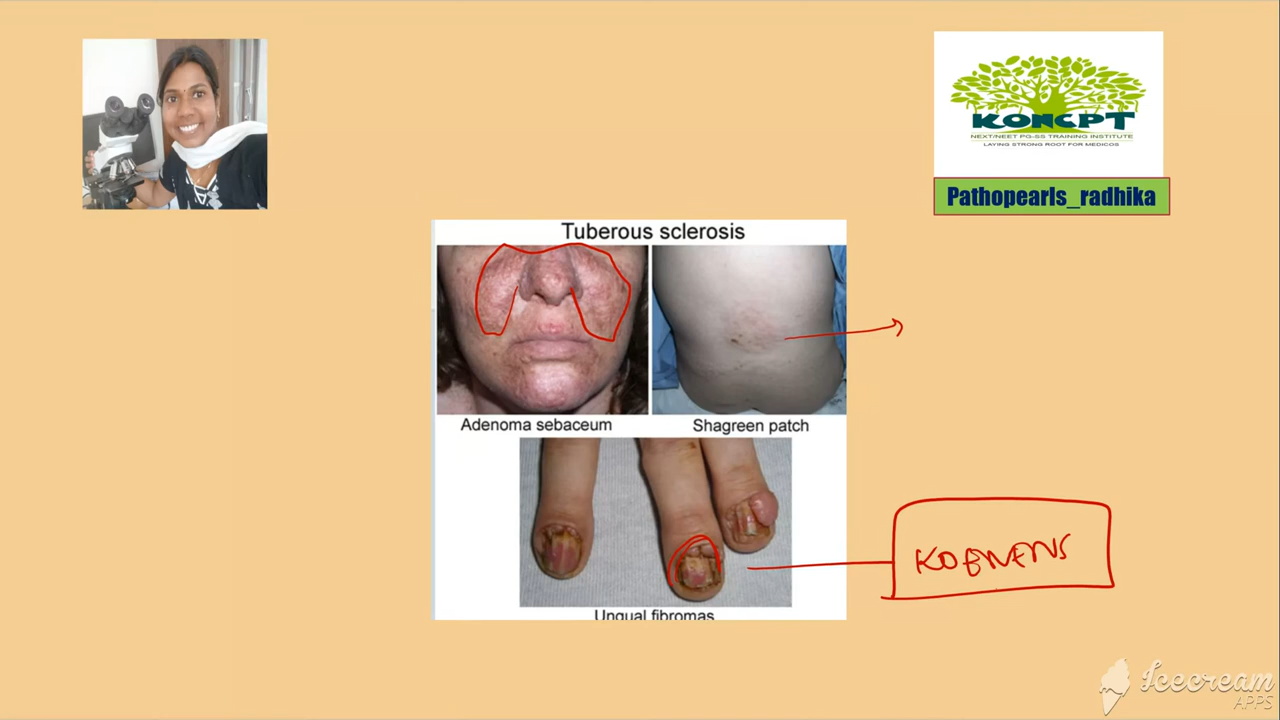 KONCPT
NEXT/NEET PG-SS TRAINING INSTITUTE
LAYING STRONG ROOT FOR MEDICOS
Pathopearls_radhika
Tuberous sclerosis
Adenoma sebaceum
Shagreen patch
KOENENS
Ungual fibromas
Icecream
APPS